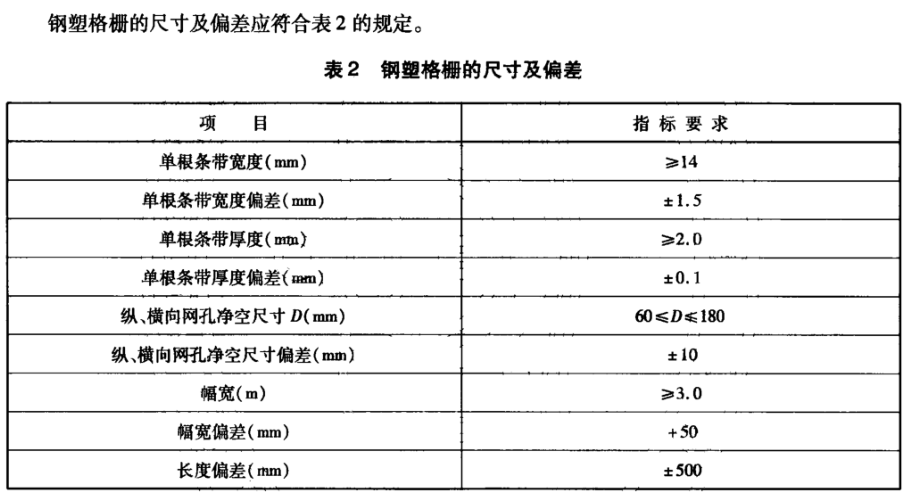 钢塑格栅的尺寸及偏差应符合表2的规定。
表2 钢塑格栅的尺寸及偏差
项 目 指标要求
单根条带宽度(mm) ≥14
单根条带宽度偏差(mm) ±1.5
单根条带厚度(mm) ≥2.0
单根条带厚度偏差(mm) ±0.1
纵、横向网孔净空尺寸D(mm) 60≤D≤180
纵、横向网孔净空尺寸偏差(mm) ±10
幅宽(m) ≥3.0
幅宽偏差(mm) +50
长度偏差(mm) ±500